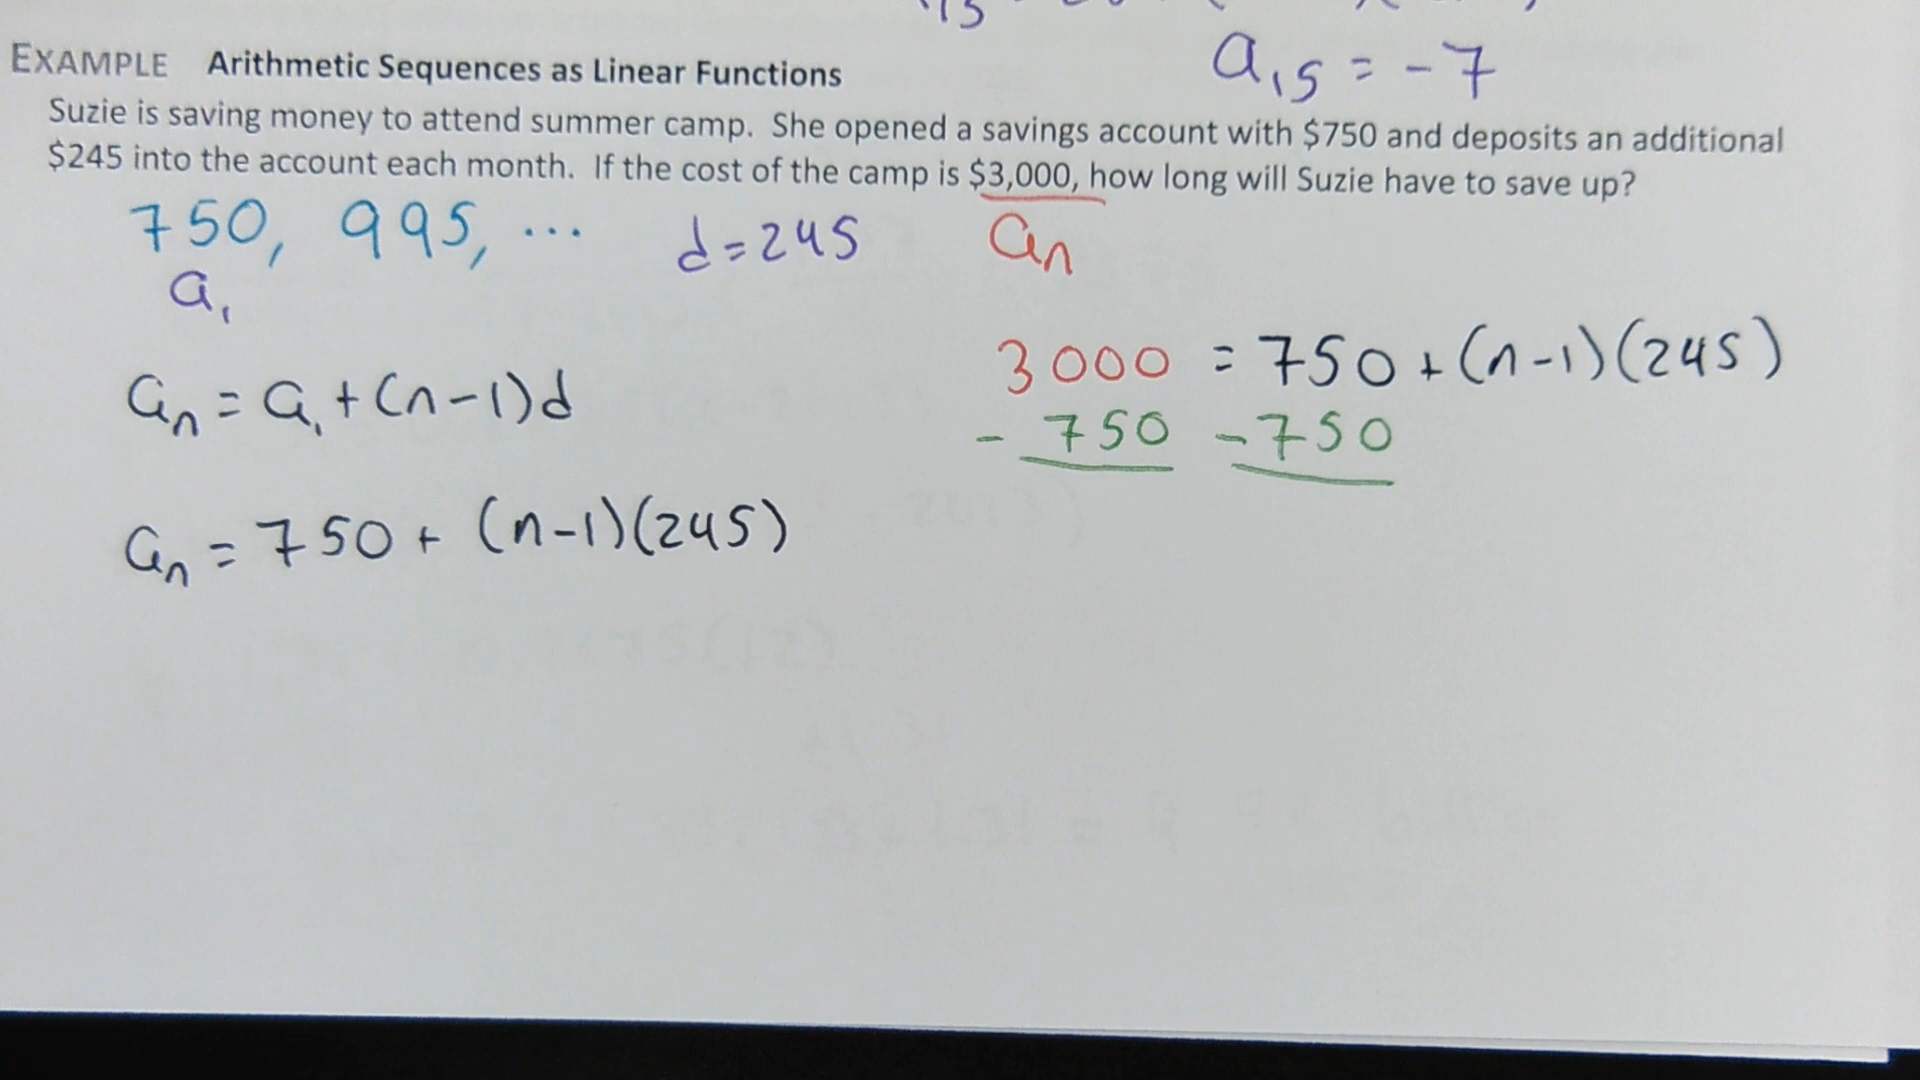 a₁₅ = -7
EXAMPLE Arithmetic Sequences as Linear Functions
Suzie is saving money to attend summer camp. She opened a savings account with $750 and deposits an additional
$245 into the account each month. If the cost of the camp is $3,000, how long will Suzie have to save up?
750, 995, ... d = 245 aₙ
a₁
3000 = 750 + (n-1)(245)
aₙ = a₁ + (n-1)d
- 750 -750
aₙ = 750 + (n-1)(245)